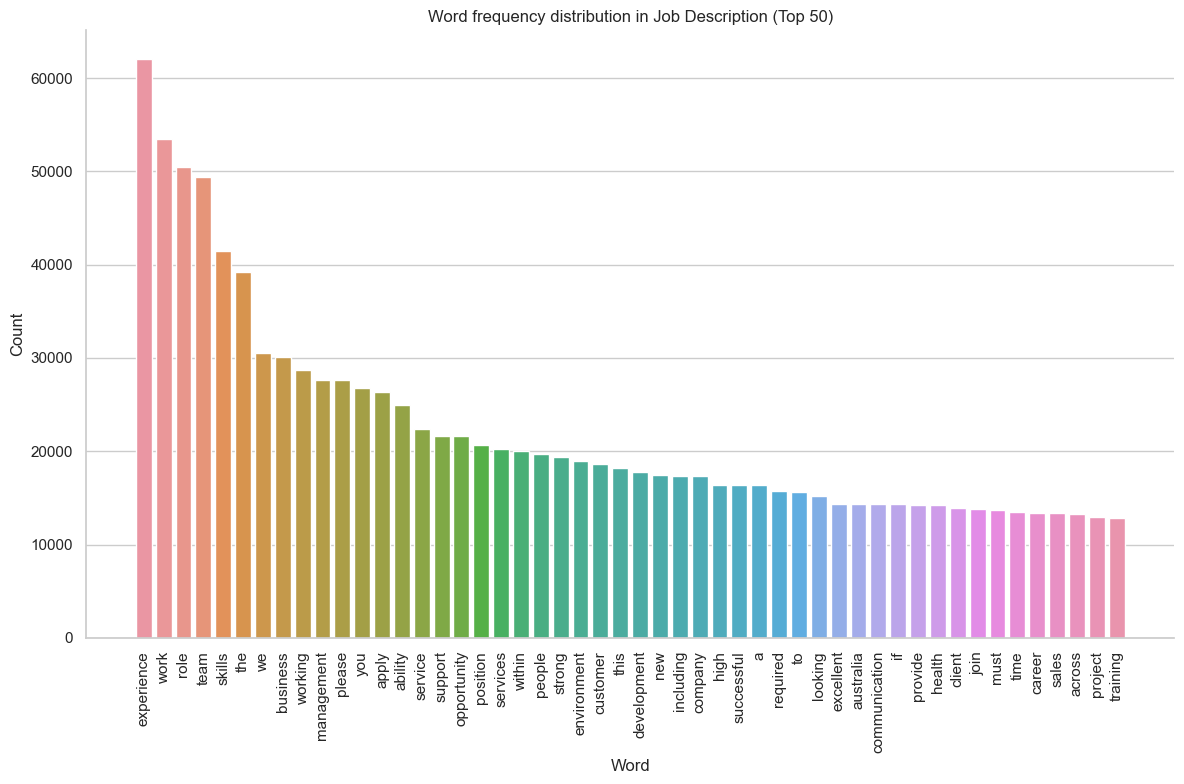 Word frequency distribution in Job Description (Top 50)
Count
60000
50000
40000
30000
20000
10000
0
experience
work
role
team
skills
the
we
business
working
management
please
you
apply
ability
service
support
opportunity
position
services
within
people
strong
environment
customer
this
development
new
including
company
high
successful
a
required
to
looking
excellent
australia
communication
if
provide
health
client
join
must
time
career
sales
across
project
training
Word